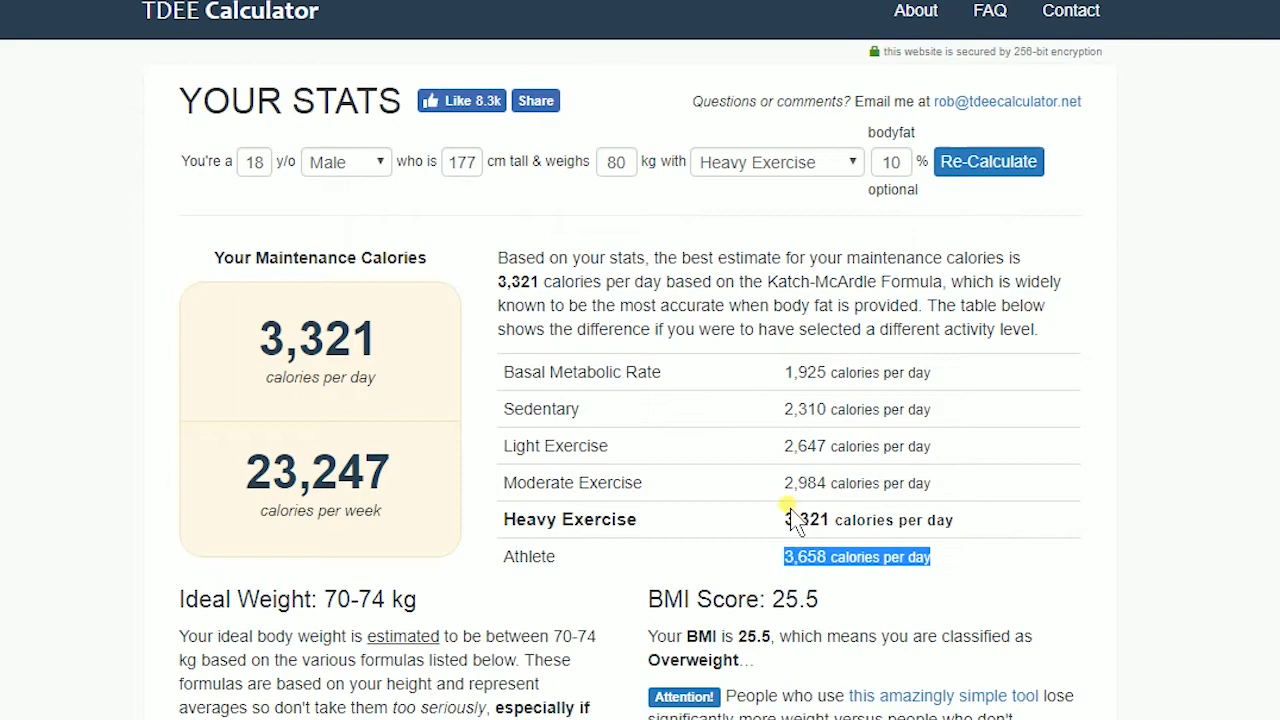 TDEE Calculator
About FAQ Contact
this website is secured by 256-bit encryption
YOUR STATS Like 8.3k Share
Questions or comments? Email me at rob@tdeecalculator.net
bodyfat
You're a 18 y/o Male who is 177 cm tall & weighs 80 kg with Heavy Exercise 10 % Re-Calculate
optional
Your Maintenance Calories
3,321
calories per day
23,247
calories per week
Based on your stats, the best estimate for your maintenance calories is
3,321 calories per day based on the Katch-McArdle Formula, which is widely
known to be the most accurate when body fat is provided. The table below
shows the difference if you were to have selected a different activity level.
Basal Metabolic Rate 1,925 calories per day
Sedentary 2,310 calories per day
Light Exercise 2,647 calories per day
Moderate Exercise 2,984 calories per day
Heavy Exercise 3,321 calories per day
Athlete 3,658 calories per day
Ideal Weight: 70-74 kg
Your ideal body weight is estimated to be between 70-74
kg based on the various formulas listed below. These
formulas are based on your height and represent
averages so don't take them too seriously, especially if
BMI Score: 25.5
Your BMI is 25.5, which means you are classified as
Overweight...
Attention! People who use this amazingly simple tool lose
significantly more weight versus people who don't.